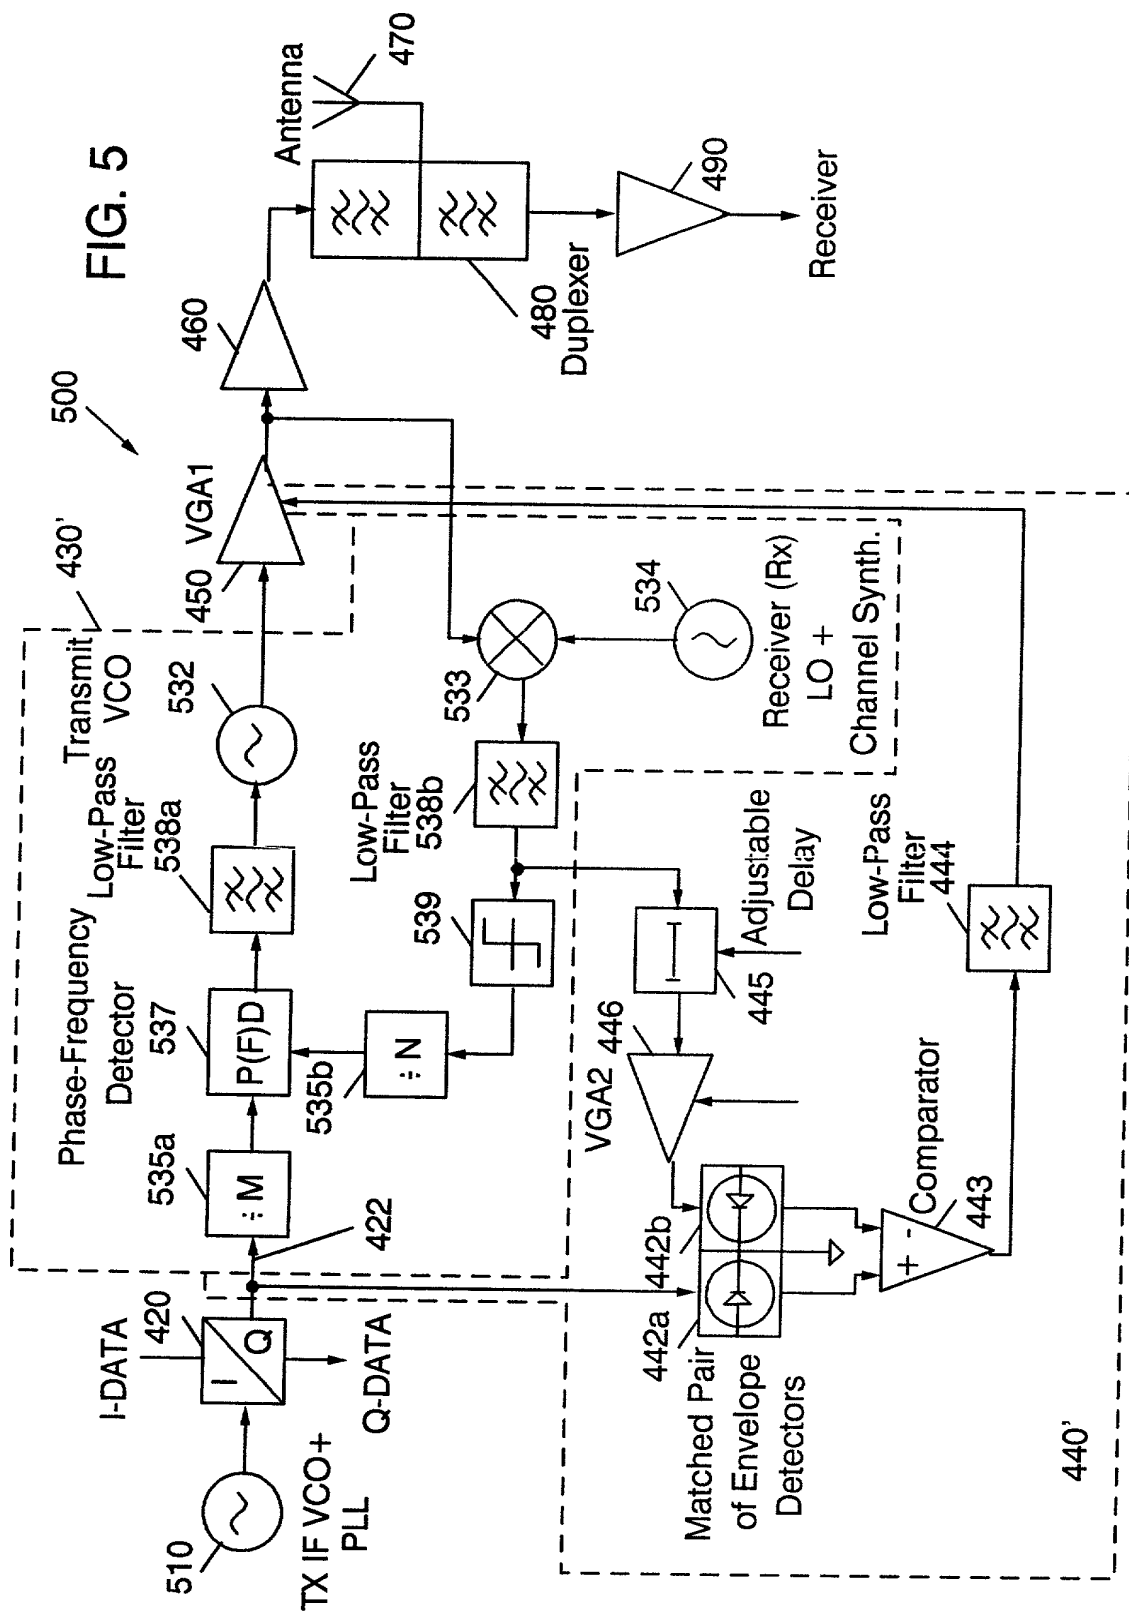 FIG. 5
500
430'
TX IF VCO+
PLL
510
I-DATA
420
I
Q
Q-DATA
422
535a
÷M
Phase-Frequency
Detector
537
P(F)D
535b
÷N
Low-Pass
Filter
538a
Transmit
VCO
532
450
VGA1
460
Antenna
470
480
Duplexer
490
Receiver
533
534
Receiver (Rx)
LO +
Channel Synth.
Low-Pass
Filter
538b
539
445
Adjustable
Delay
446
VGA2
442a
442b
Matched Pair
of Envelope
Detectors
+
-
Comparator
443
Low-Pass
Filter
444
440'